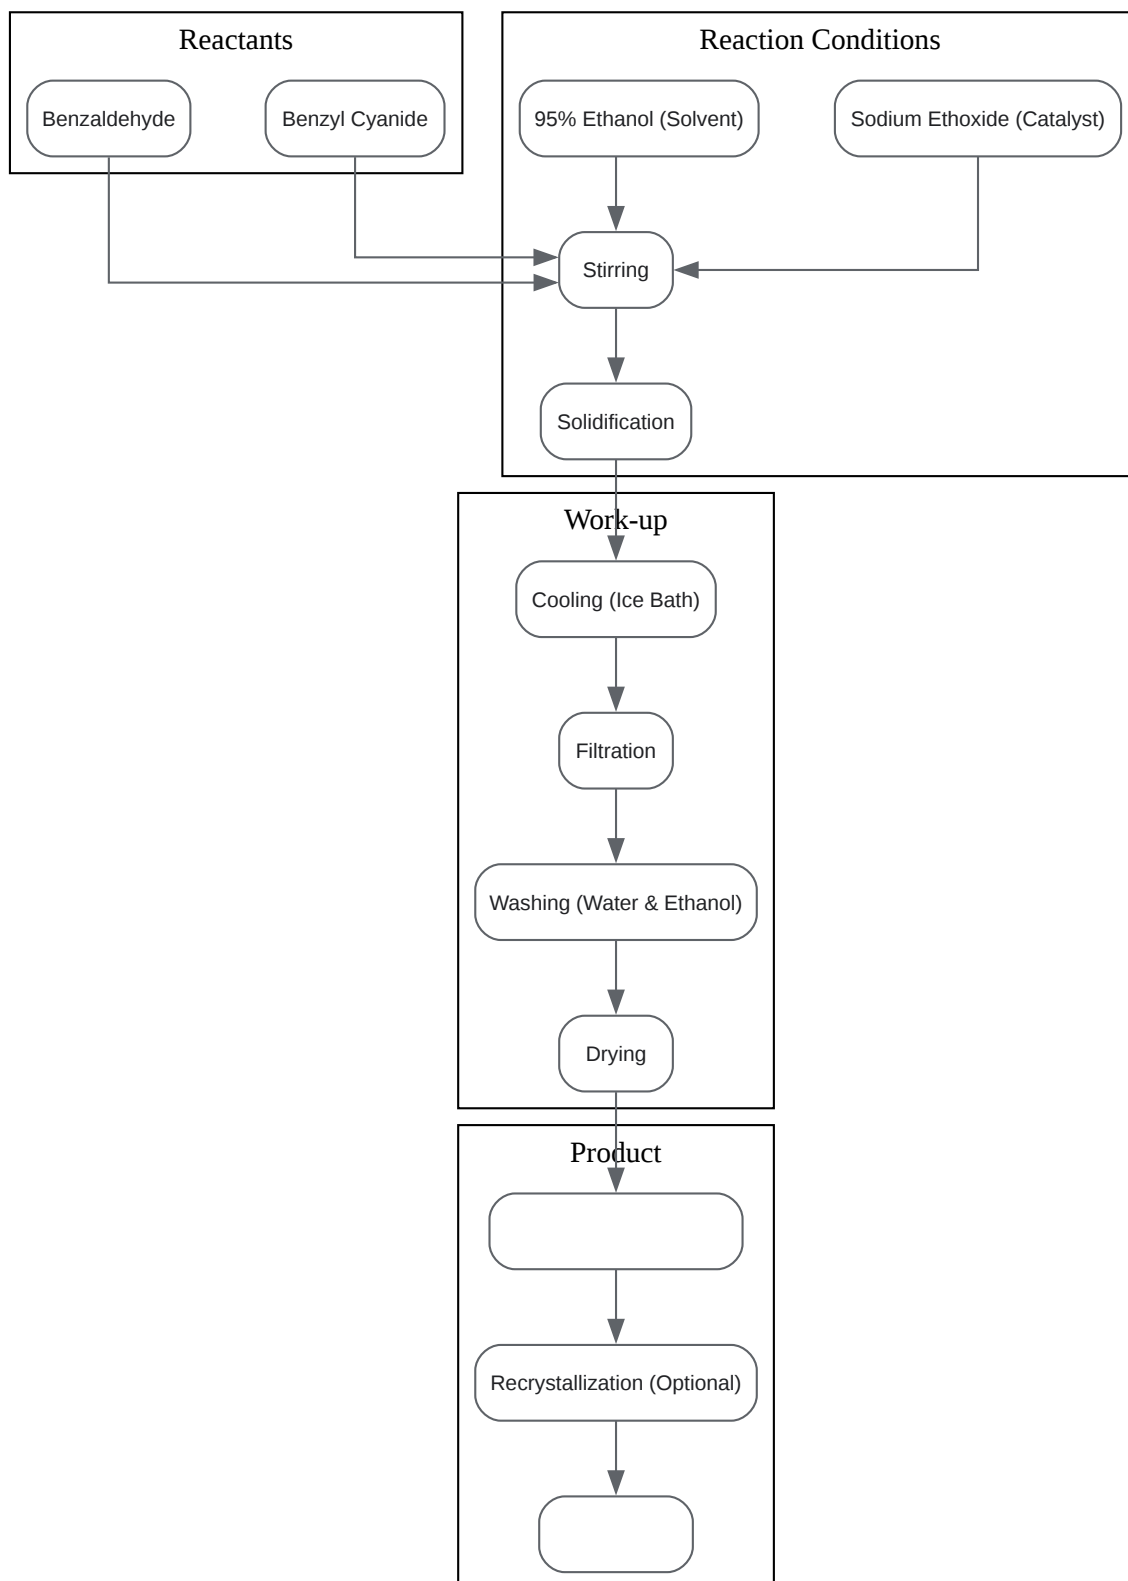 Reactants
Reaction Conditions
Benzaldehyde
Benzyl Cyanide
95% Ethanol (Solvent)
Sodium Ethoxide (Catalyst)
Stirring
Solidification
Work-up
Cooling (Ice Bath)
Filtration
Washing (Water & Ethanol)
Drying
Product
Recrystallization (Optional)